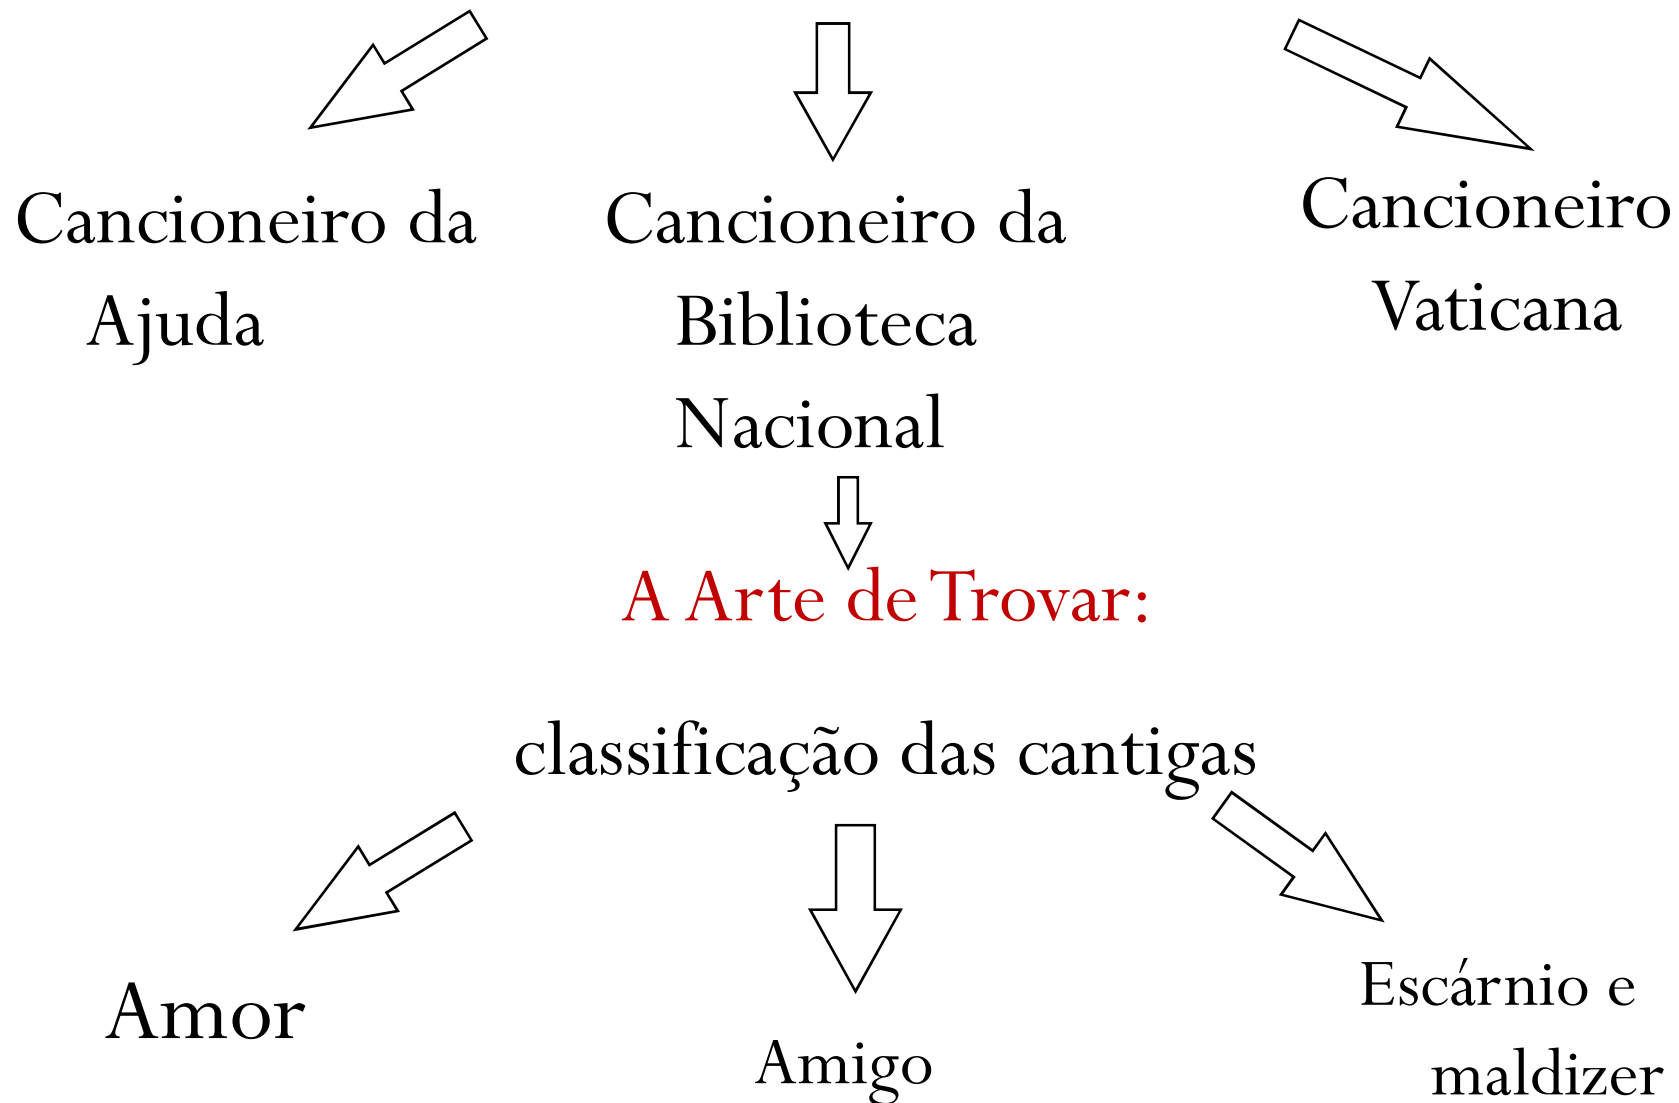 Cancioneiro da
Ajuda
Cancioneiro da
Biblioteca
Nacional
Cancioneiro
Vaticana
A Arte de Trovar:
classificação das cantigas
Amor
Amigo
Escárnio e
maldizer